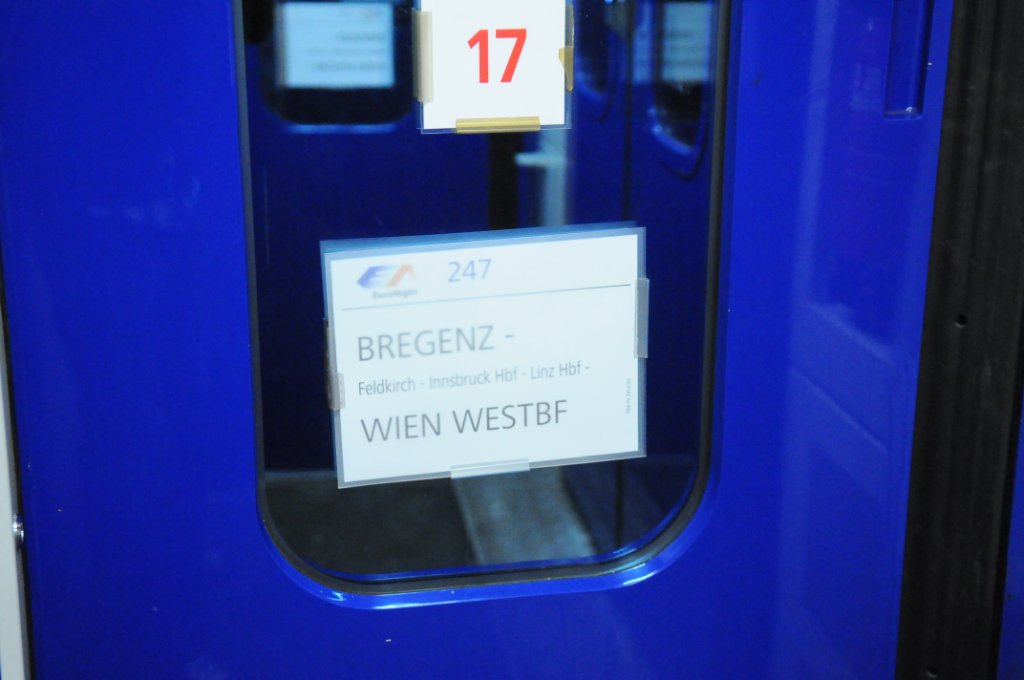 17
EN 247
EuroNight
BREGENZ -
Feldkirch - Innsbruck Hbf - Linz Hbf -
WIEN WESTBF